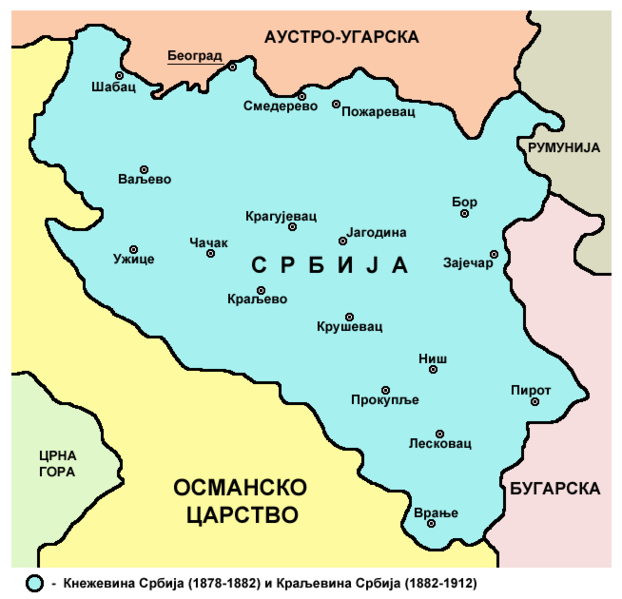 АУСТРО-УГАРСКА
Београд
Шабац
Смедерево
Пожаревац
РУМУНИЈА
Ваљево
Бор
Крагујевац
Јагодина
Чачак
Ужице
СРБИЈА
Зајечар
Краљево
Крушевац
Ниш
Прокупље
Пирот
Лесковац
ЦРНА
ГОРА
ОСМАНСКО
ЦАРСТВО
БУГАРСКА
Врање
- Кнежевина Србија (1878-1882) и Краљевина Србија (1882-1912)